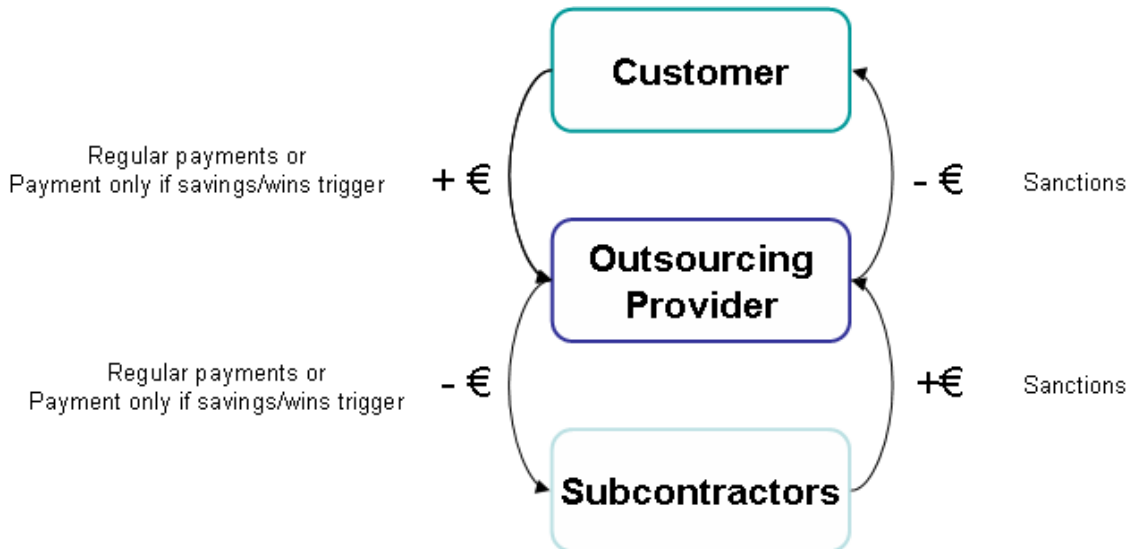 Customer
Regular payments or
Payment only if savings/wins trigger
+ €
- €
Sanctions
Outsourcing
Provider
Regular payments or
Payment only if savings/wins trigger
- €
+€
Sanctions
Subcontractors